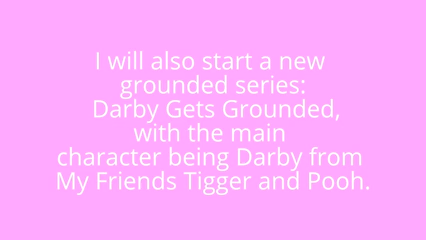 I will also start a new
grounded series:
Darby Gets Grounded,
with the main
character being Darby from
My Friends Tigger and Pooh.